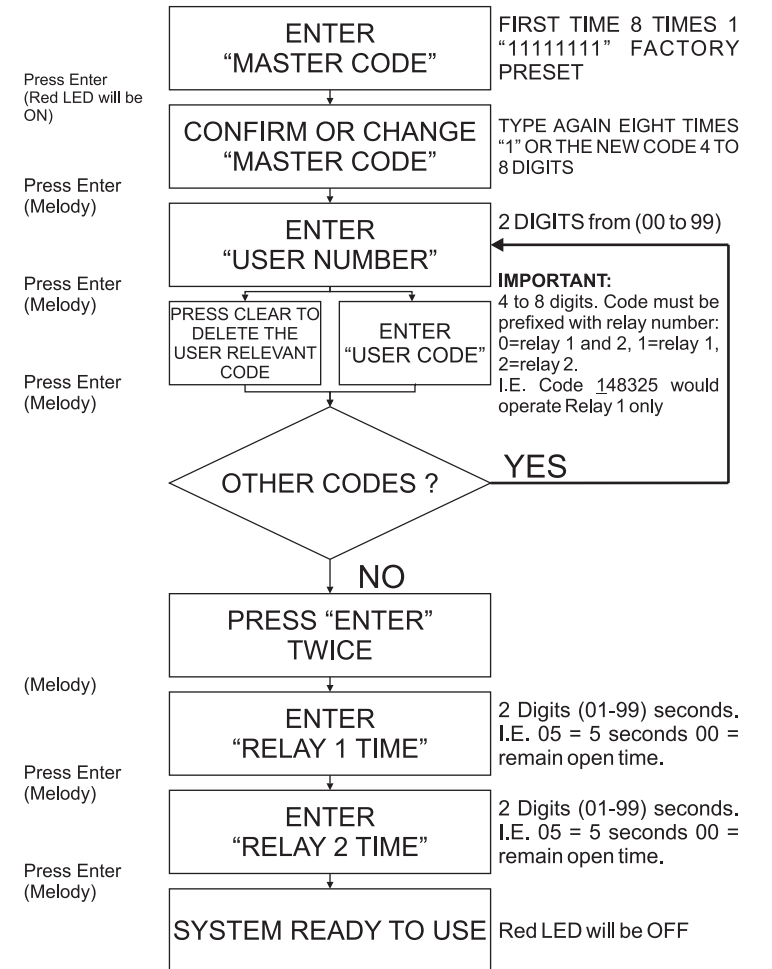 ENTER
“MASTER CODE”
FIRST TIME 8 TIMES 1
“11111111” FACTORY
PRESET
Press Enter
(Red LED will be
ON)
CONFIRM OR CHANGE
“MASTER CODE”
TYPE AGAIN EIGHT TIMES
“1” OR THE NEW CODE 4 TO
8 DIGITS
Press Enter
(Melody)
ENTER
“USER NUMBER”
2 DIGITS from (00 to 99)
Press Enter
(Melody)
PRESS CLEAR TO
DELETE THE
USER RELEVANT
CODE
ENTER
“USER CODE”
IMPORTANT:
4 to 8 digits. Code must be
prefixed with relay number:
0=relay 1 and 2, 1=relay 1,
2=relay 2.
I.E. Code 148325 would
operate Relay 1 only
Press Enter
(Melody)
OTHER CODES ?
YES
NO
PRESS “ENTER”
TWICE
(Melody)
ENTER
“RELAY 1 TIME”
2 Digits (01-99) seconds.
I.E. 05 = 5 seconds 00 =
remain open time.
Press Enter
(Melody)
ENTER
“RELAY 2 TIME”
2 Digits (01-99) seconds.
I.E. 05 = 5 seconds 00 =
remain open time.
Press Enter
(Melody)
SYSTEM READY TO USE
Red LED will be OFF